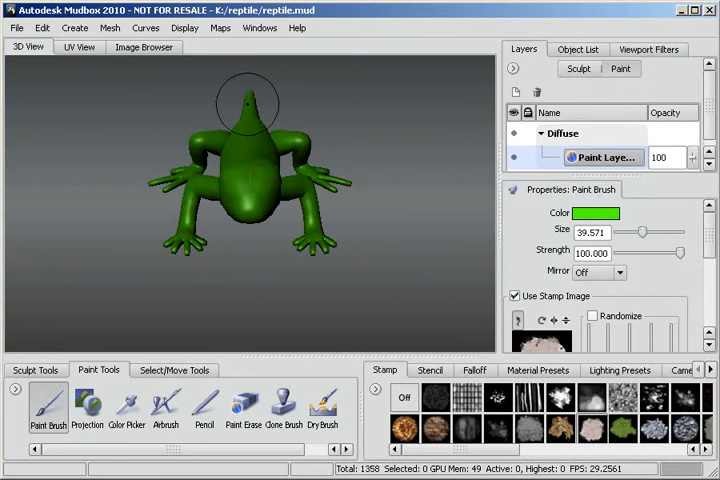 Autodesk Mudbox 2010 - NOT FOR RESALE - K:/reptile/reptile.mud
File Edit Create Mesh Curves Display Maps Windows Help
3D View UV View Image Browser
Layers Object List Viewport Filters
Sculpt Paint
Name Opacity
Diffuse
Paint Laye... 100
Properties: Paint Brush
Color
Size 39.571
Strength 100.000
Mirror Off
Use Stamp Image
Randomize
Sculpt Tools Paint Tools Select/Move Tools
Paint Brush Projection Color Picker Airbrush Pencil Paint Erase Clone Brush Dry Brush
Stamp Stencil Falloff Material Presets Lighting Presets Came
Off
Total: 1358 Selected: 0 GPU Mem: 49 Active: 0, Highest: 0 FPS: 29.2561